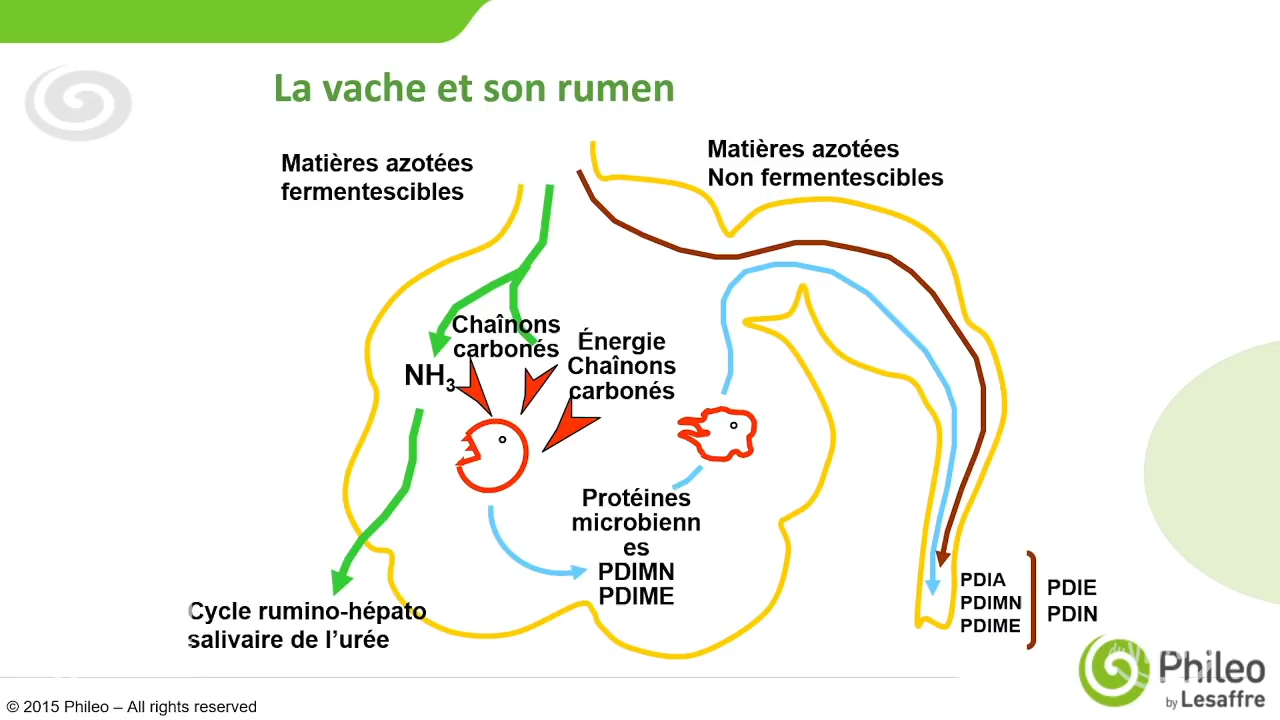 La vache et son rumen
Matières azotées
fermentescibles
Matières azotées
Non fermentescibles
Chaînons
carbonés
Énergie
Chaînons
carbonés
NH3
Protéines
microbienn
es
PDIMN
PDIME
Cycle rumino-hépato
salivaire de l’urée
PDIA
PDIMN
PDIME
PDIE
PDIN
Phileo
by Lesaffre
© 2015 Phileo – All rights reserved